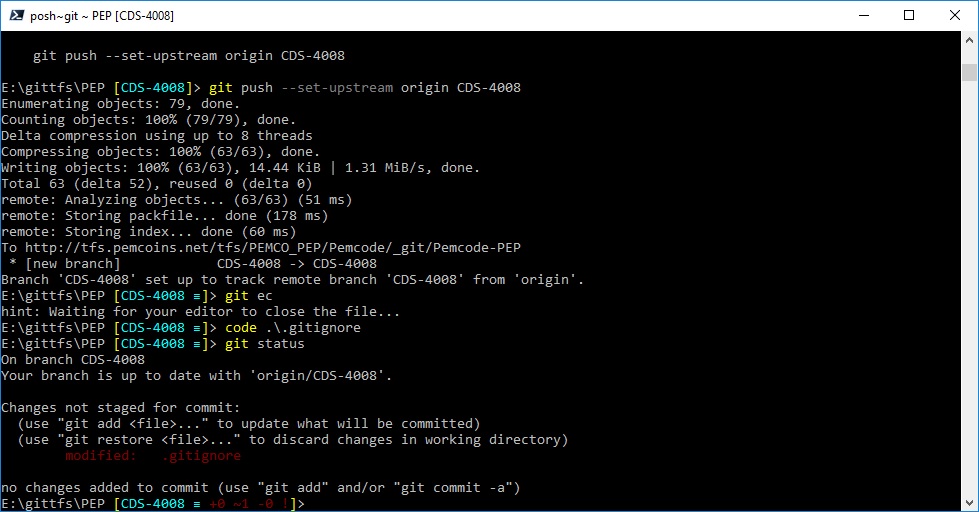 posh~git ~ PEP [CDS-4008]
git push --set-upstream origin CDS-4008
E:\gittfs\PEP [CDS-4008]> git push --set-upstream origin CDS-4008
Enumerating objects: 79, done.
Counting objects: 100% (79/79), done.
Delta compression using up to 8 threads
Compressing objects: 100% (63/63), done.
Writing objects: 100% (63/63), 14.44 KiB | 1.31 MiB/s, done.
Total 63 (delta 52), reused 0 (delta 0)
remote: Analyzing objects... (63/63) (51 ms)
remote: Storing packfile... done (178 ms)
remote: Storing index... done (60 ms)
To http://tfs.pemcoins.net/tfs/PEMCO_PEP/Pemcode/_git/Pemcode-PEP
 * [new branch]            CDS-4008 -> CDS-4008
Branch 'CDS-4008' set up to track remote branch 'CDS-4008' from 'origin'.
E:\gittfs\PEP [CDS-4008 ≡]> git ec
hint: Waiting for your editor to close the file...
E:\gittfs\PEP [CDS-4008 ≡]> code .\.gitignore
E:\gittfs\PEP [CDS-4008 ≡]> git status
On branch CDS-4008
Your branch is up to date with 'origin/CDS-4008'.
Changes not staged for commit:
  (use "git add <file>..." to update what will be committed)
  (use "git restore <file>..." to discard changes in working directory)
        modified:   .gitignore
no changes added to commit (use "git add" and/or "git commit -a")
E:\gittfs\PEP [CDS-4008 ≡ +0 ~1 -0 !]>